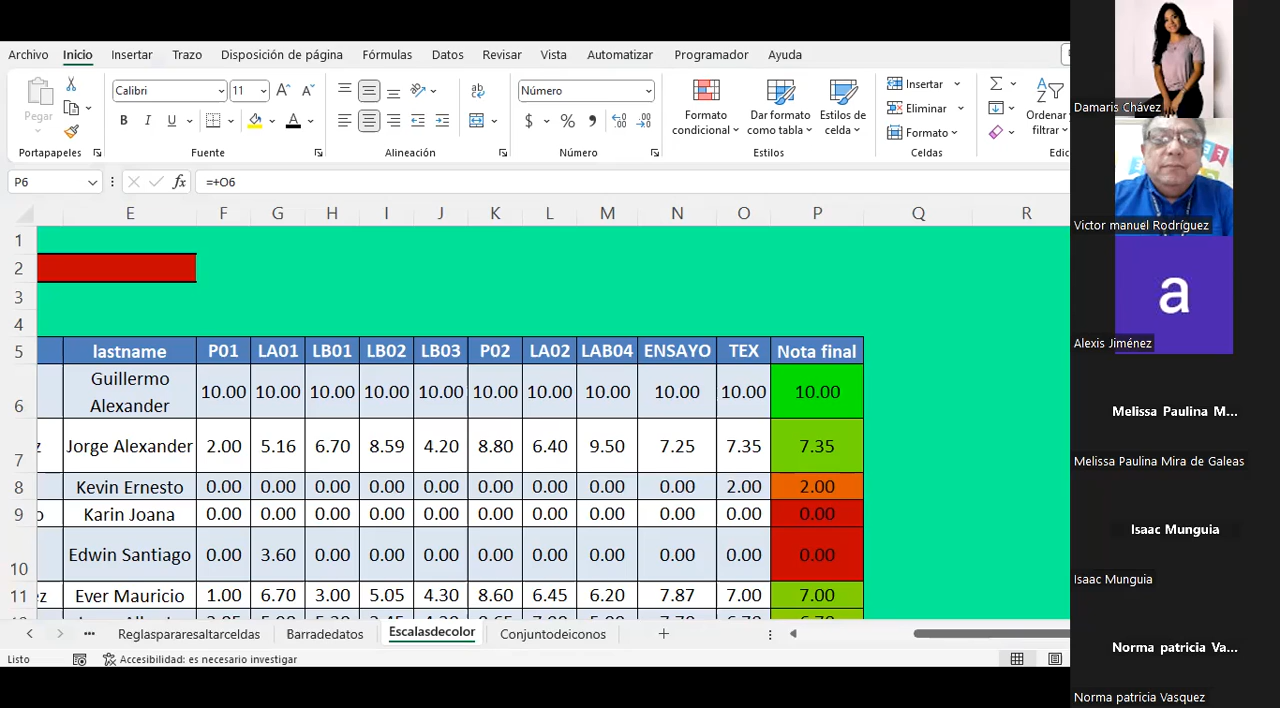 Archivo Inicio Insertar Trazo Disposición de página Fórmulas Datos Revisar Vista Automatizar Programador Ayuda
Pegar
Calibri 11
ab
Número
$ % 9
Formato condicional
Dar formato como tabla
Estilos de celda
Insertar
Eliminar
Formato
Ordenar filtrar
Portapapeles Fuente Alineación Número Estilos Celdas
P6 fx =+O6
E F G H I J K L M N O P Q R
1
2
3
4
5 lastname P01 LA01 LB01 LB02 LB03 P02 LA02 LAB04 ENSAYO TEX Nota final
6 Guillermo Alexander 10.00 10.00 10.00 10.00 10.00 10.00 10.00 10.00 10.00 10.00 10.00
7 Jorge Alexander 2.00 5.16 6.70 8.59 4.20 8.80 6.40 9.50 7.25 7.35 7.35
8 Kevin Ernesto 0.00 0.00 0.00 0.00 0.00 0.00 0.00 0.00 0.00 2.00 2.00
9 Karin Joana 0.00 0.00 0.00 0.00 0.00 0.00 0.00 0.00 0.00 0.00 0.00
10 Edwin Santiago 0.00 3.60 0.00 0.00 0.00 0.00 0.00 0.00 0.00 0.00 0.00
11 Ever Mauricio 1.00 6.70 3.00 5.05 4.30 8.60 6.45 6.20 7.87 7.00 7.00
Reglaspararesaltarceldas Barradedatos Escalasdecolor Conjuntodeiconos
Listo Accesibilidad: es necesario investigar
Damaris Chávez
Victor manuel Rodríguez
a
Alexis Jiménez
Melissa Paulina M...
Melissa Paulina Mira de Galeas
Isaac Munguia
Isaac Munguia
Norma patricia Va...
Norma patricia Vasquez